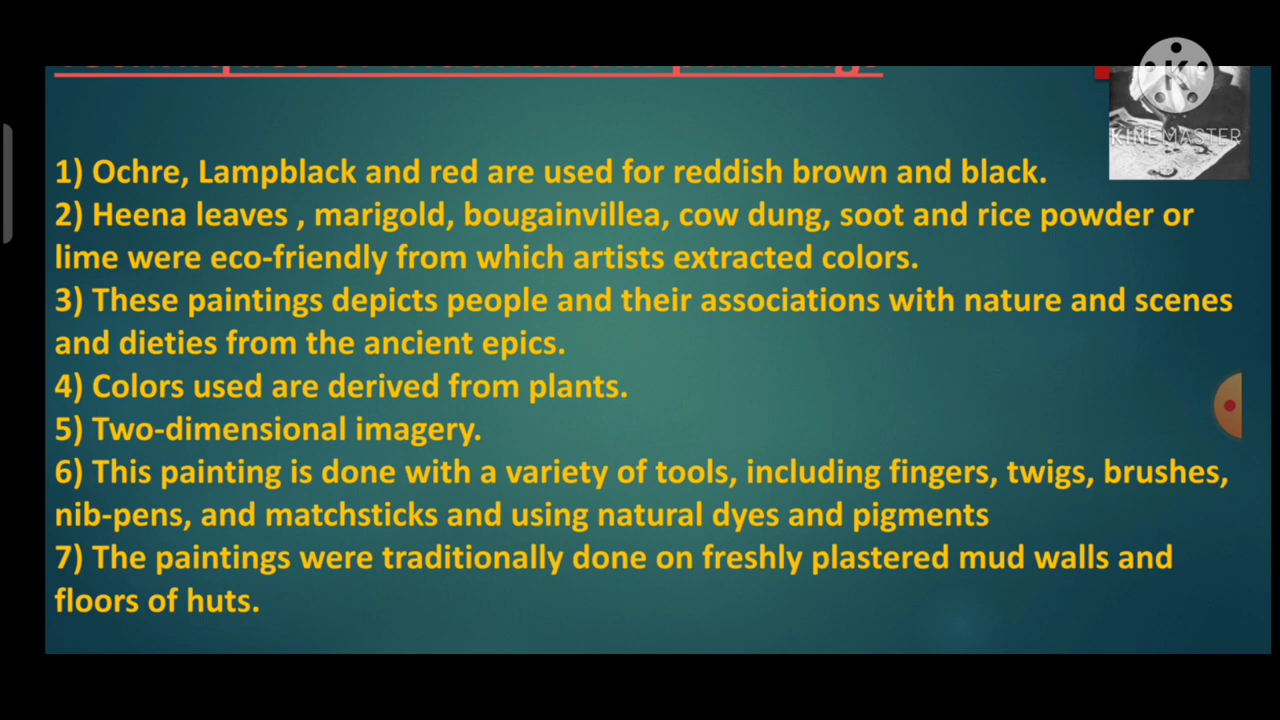 KINEMASTER
1) Ochre, Lampblack and red are used for reddish brown and black.
2) Heena leaves , marigold, bougainvillea, cow dung, soot and rice powder or
lime were eco-friendly from which artists extracted colors.
3) These paintings depicts people and their associations with nature and scenes
and dieties from the ancient epics.
4) Colors used are derived from plants.
5) Two-dimensional imagery.
6) This painting is done with a variety of tools, including fingers, twigs, brushes,
nib-pens, and matchsticks and using natural dyes and pigments
7) The paintings were traditionally done on freshly plastered mud walls and
floors of huts.